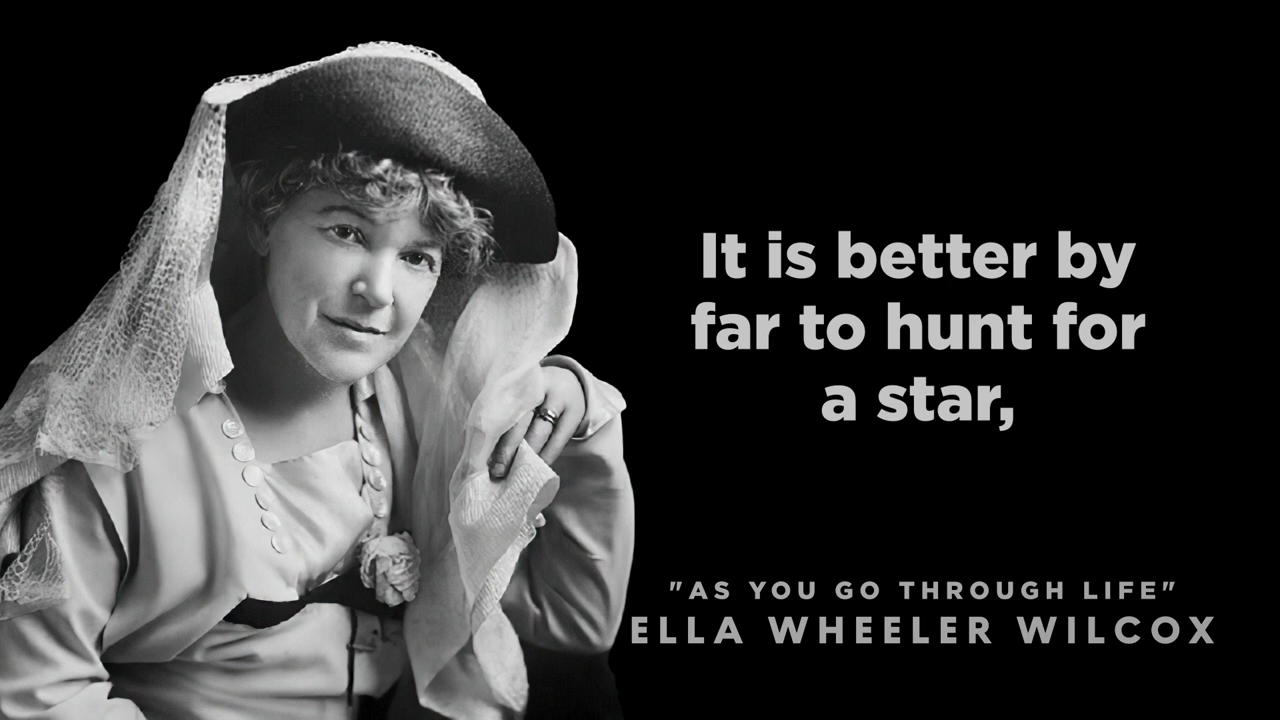 It is better by
far to hunt for
a star,
"AS YOU GO THROUGH LIFE"
ELLA WHEELER WILCOX